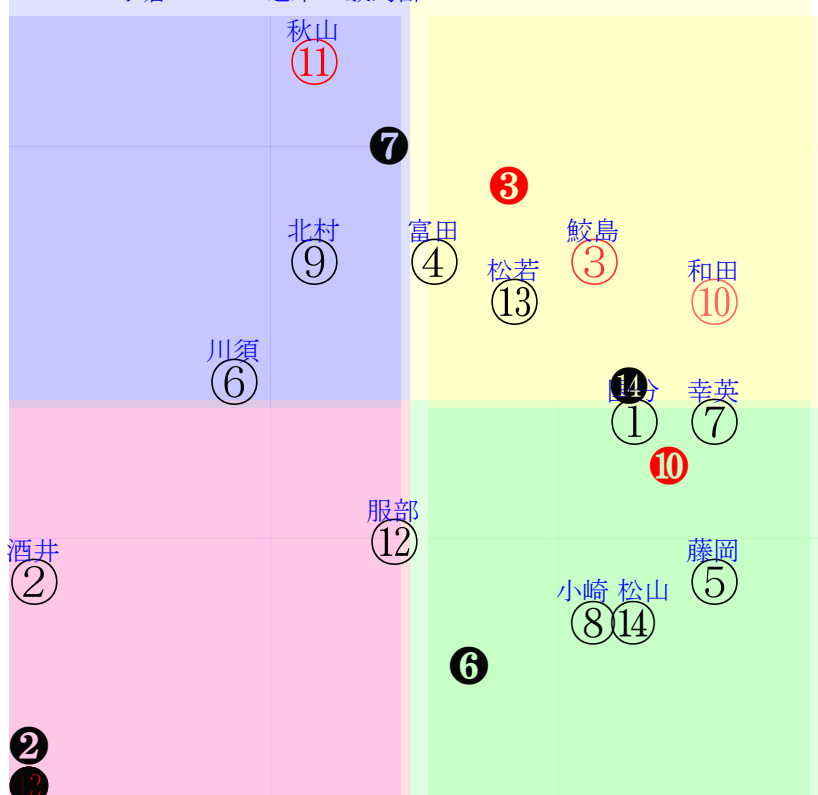 秋山
⑪
❼
❸
北村 富田 鮫島
⑨ ④ ③
松若 和田
⑬ ⑩
川須
⑥
⓮
幸英
① ⑦
❿
服部
⑫
酒井 藤岡
② ⑤
小崎 松山
⑧ ⑭
❻
❷